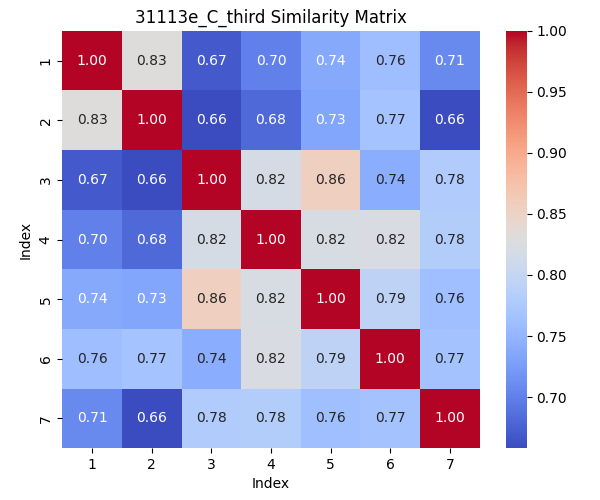 31113e_C_third Similarity Matrix
1 1.00 0.83 0.67 0.70 0.74 0.76 0.71
2 0.83 1.00 0.66 0.68 0.73 0.77 0.66
3 0.67 0.66 1.00 0.82 0.86 0.74 0.78
4 0.70 0.68 0.82 1.00 0.82 0.82 0.78
5 0.74 0.73 0.86 0.82 1.00 0.79 0.76
6 0.76 0.77 0.74 0.82 0.79 1.00 0.77
7 0.71 0.66 0.78 0.78 0.76 0.77 1.00
1 2 3 4 5 6 7
Index
Index
1.00
0.95
0.90
0.85
0.80
0.75
0.70